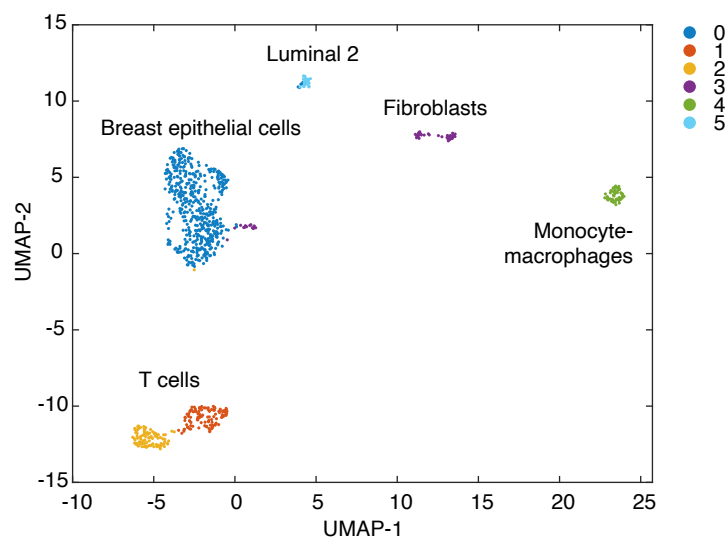 15
10
5
0
-5
-10
-15
UMAP-2
Luminal 2
Fibroblasts
Breast epithelial cells
Monocyte-
macrophages
T cells
-10 -5 0 5 10 15 20 25
UMAP-1
0
1
2
3
4
5